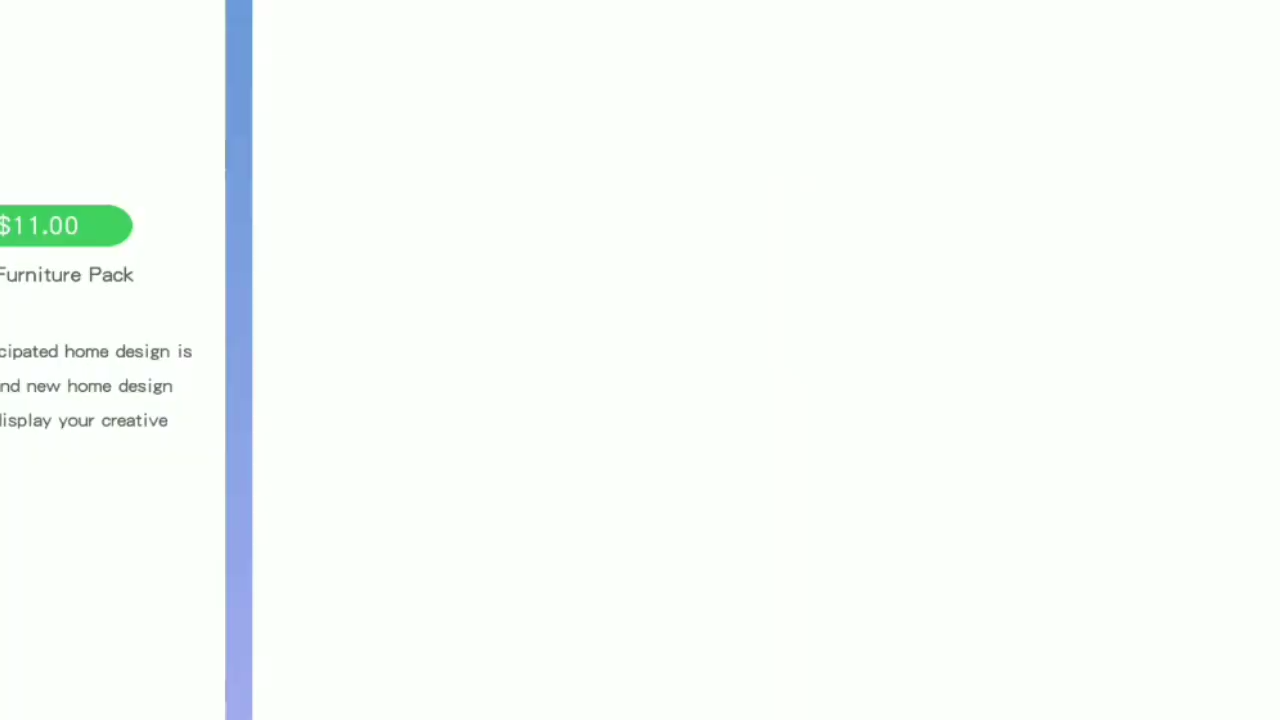 $11.00
Furniture Pack
cipated home design is
nd new home design
display your creative